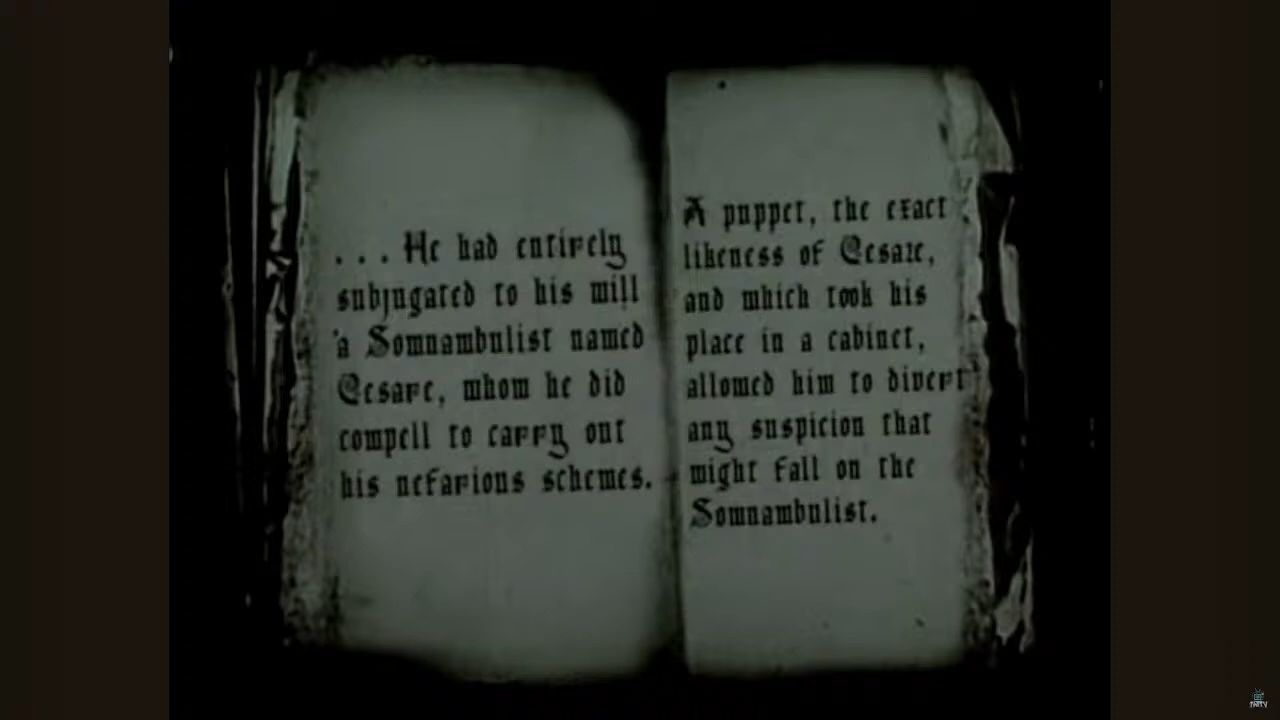 . . . He had entirely
subjugated to his will
a Somnambulist named
Cesare, whom he did
compell to carry out
his nefarious schemes.
A puppet, the exact
likeness of Cesare,
and which took his
place in a cabinet,
allowed him to divert
any suspicion that
might fall on the
Somnambulist.